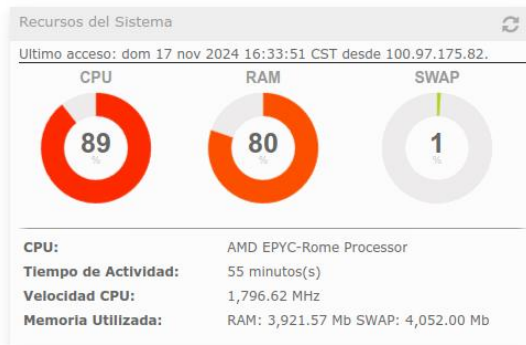 Recursos del Sistema
Ultimo acceso: dom 17 nov 2024 16:33:51 CST desde 100.97.175.82.
CPU RAM SWAP
89 80 1
% % %
CPU: AMD EPYC-Rome Processor
Tiempo de Actividad: 55 minutos(s)
Velocidad CPU: 1,796.62 MHz
Memoria Utilizada: RAM: 3,921.57 Mb SWAP: 4,052.00 Mb